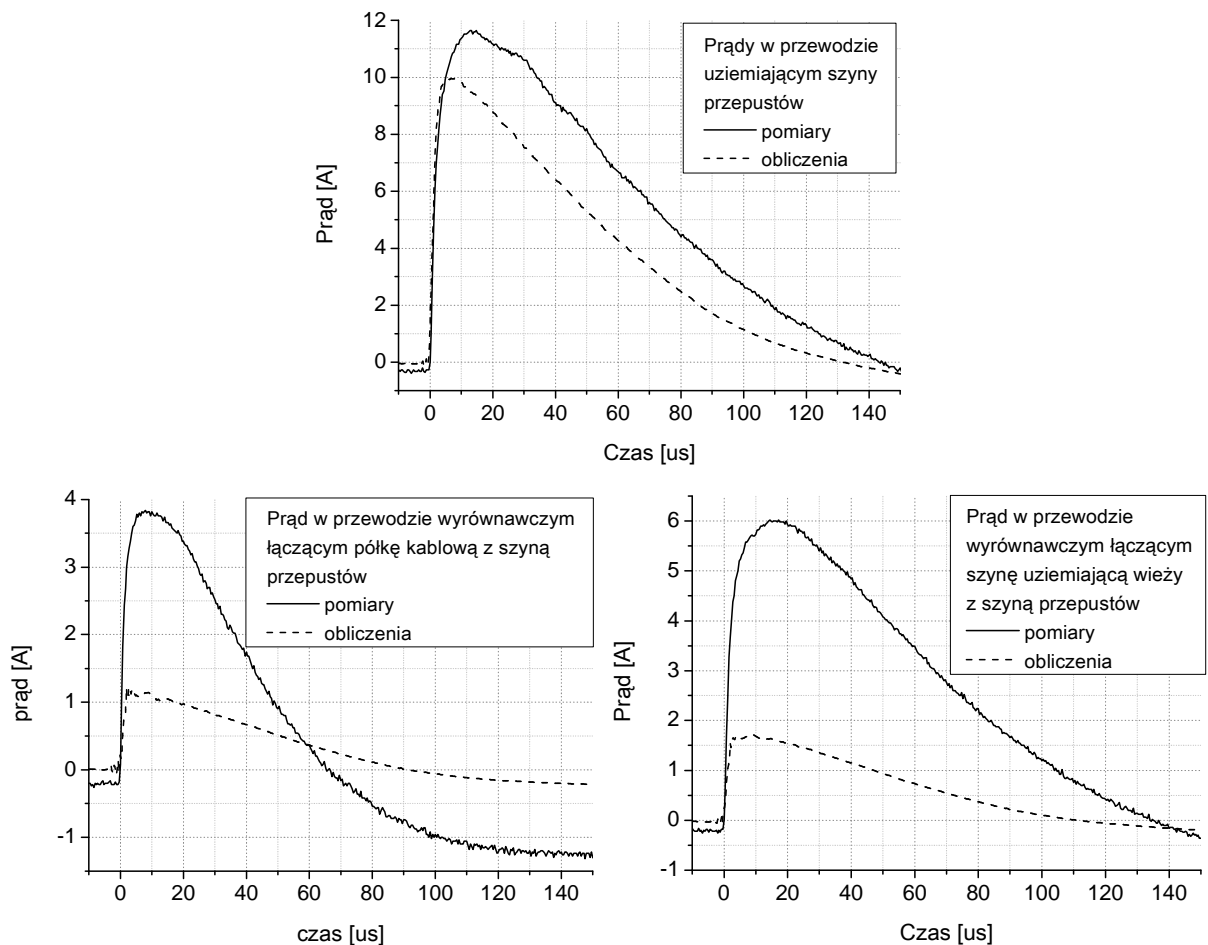 12
10
8
6
4
2
0
Prąd [A]
0 20 40 60 80 100 120 140
Czas [us]
Prądy w przewodzie
uziemiającym szyny
przepustów
pomiary
obliczenia
4
3
2
1
0
-1
prąd [A]
0 20 40 60 80 100 120 140
czas [us]
Prąd w przewodzie wyrównawczym
łączącym półkę kablową z szyną
przepustów
pomiary
obliczenia
6
5
4
3
2
1
0
-1
Prąd [A]
0 20 40 60 80 100 120 140
Czas [us]
Prąd w przewodzie
wyrównawczym łączącym
szynę uziemiającą wieży
z szyną przepustów
pomiary
obliczenia